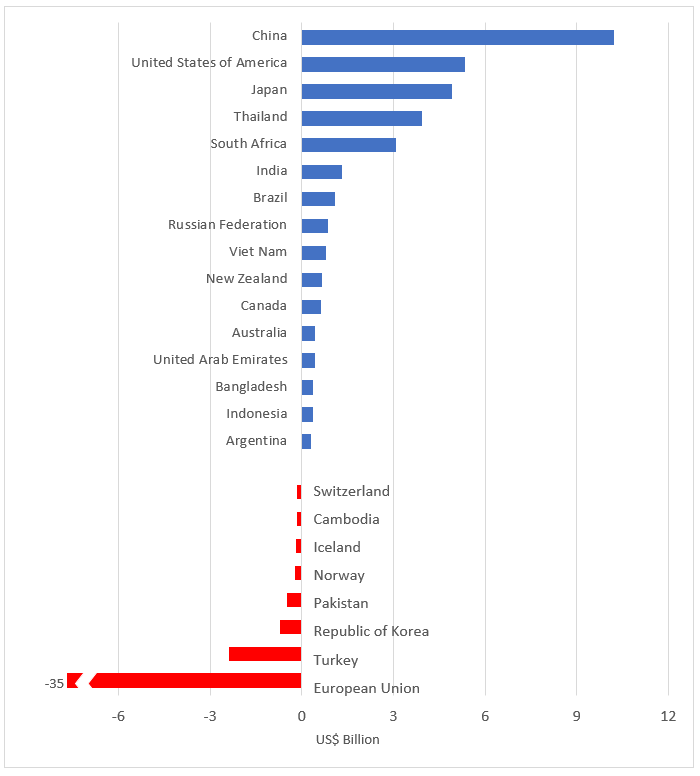 China
United States of America
Japan
Thailand
South Africa
India
Brazil
Russian Federation
Viet Nam
New Zealand
Canada
Australia
United Arab Emirates
Bangladesh
Indonesia
Argentina
Switzerland
Cambodia
Iceland
Norway
Pakistan
Republic of Korea
Turkey
-35 European Union
-6 -3 0 3 6 9 12
US$ Billion